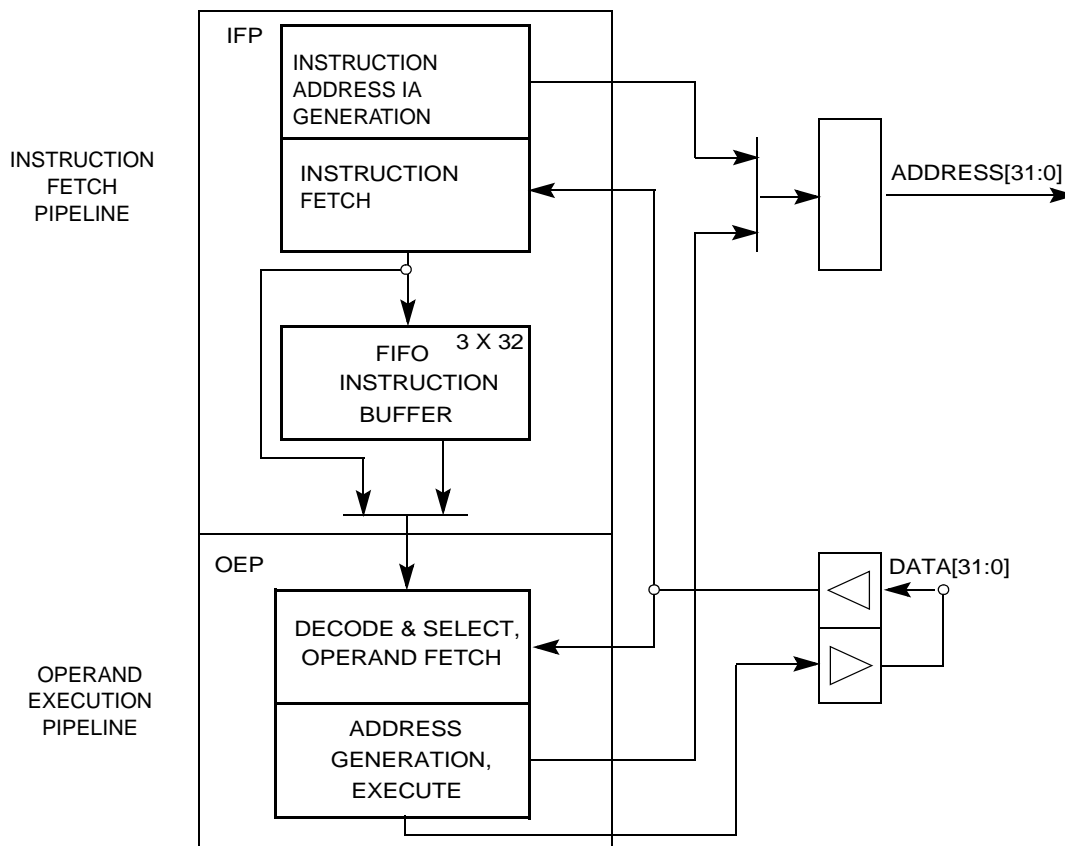 IFP
INSTRUCTION
ADDRESS IA
GENERATION
INSTRUCTION
FETCH
PIPELINE
INSTRUCTION
FETCH
ADDRESS[31:0]
3 X 32
FIFO
INSTRUCTION
BUFFER
OEP
DATA[31:0]
DECODE & SELECT,
OPERAND FETCH
OPERAND
EXECUTION
PIPELINE
ADDRESS
GENERATION,
EXECUTE